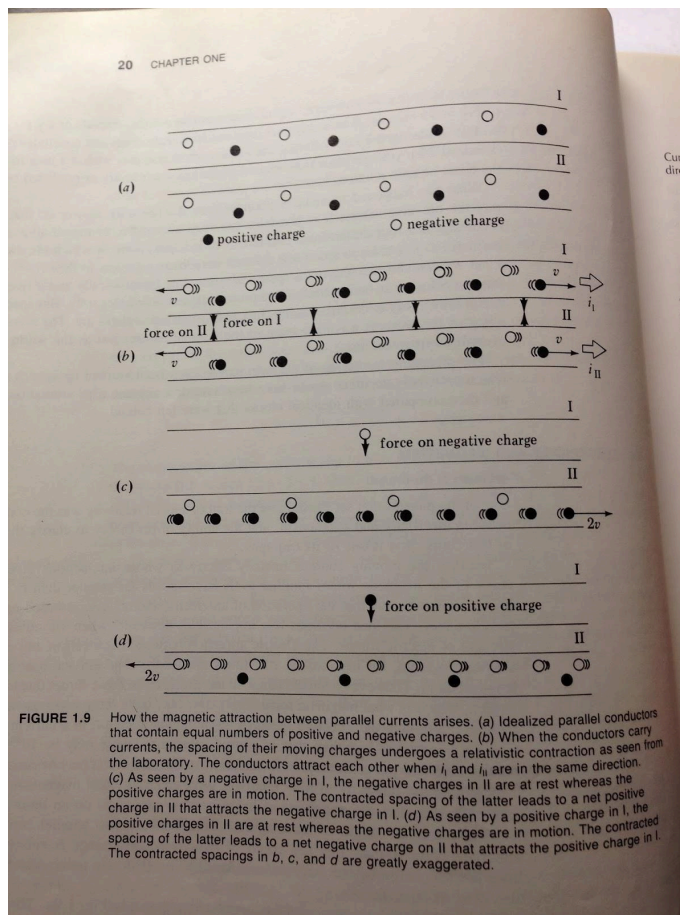 20 CHAPTER ONE
I
II
(a)
positive charge
negative charge
I
v
v
i₁
force on II
force on I
II
(b)
v
v
i II
I
force on negative charge
II
(c)
2v
I
force on positive charge
(d)
II
2v
FIGURE 1.9 How the magnetic attraction between parallel currents arises. (a) Idealized parallel conductors
that contain equal numbers of positive and negative charges. (b) When the conductors carry
currents, the spacing of their moving charges undergoes a relativistic contraction as seen from
the laboratory. The conductors attract each other when i I and i II are in the same direction.
(c) As seen by a negative charge in I, the negative charges in II are at rest whereas the
positive charges are in motion. The contracted spacing of the latter leads to a net positive
charge in II that attracts the negative charge in I. (d) As seen by a positive charge in I, the
positive charges in II are at rest whereas the negative charges are in motion. The contracted
spacing of the latter leads to a net negative charge on II that attracts the positive charge in I.
The contracted spacings in b, c, and d are greatly exaggerated.